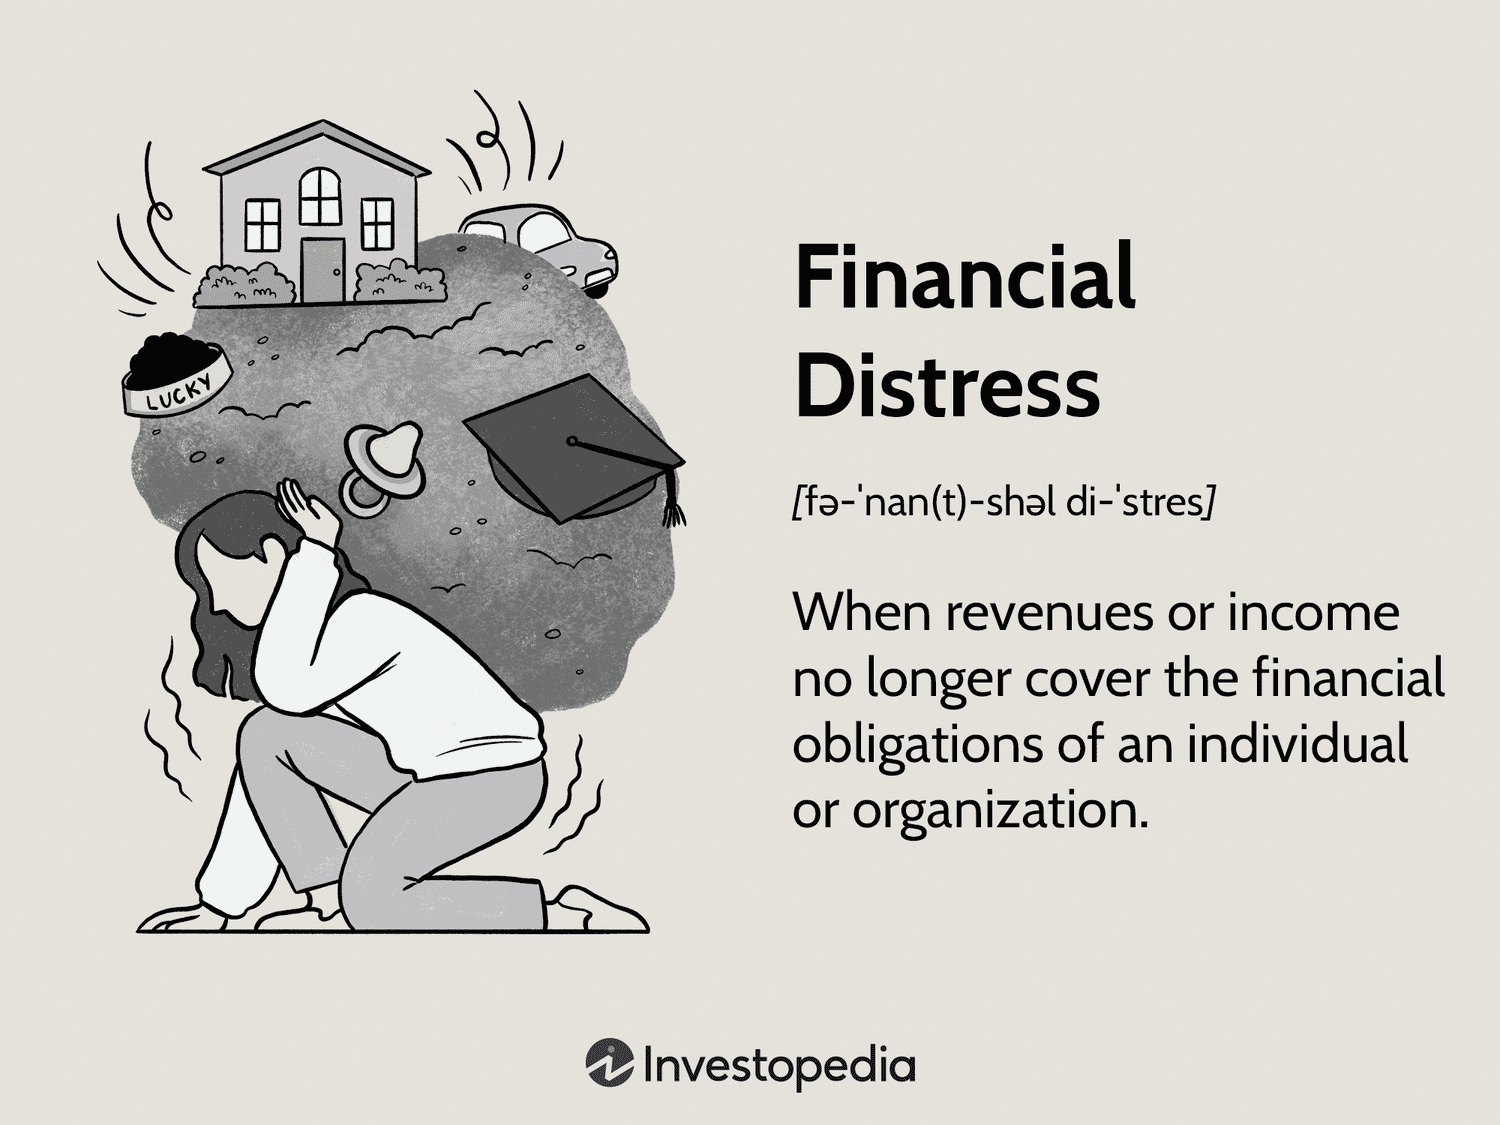 LUCKY
Financial
Distress
[fə-ˈnan(t)-shəl di-ˈstres]
When revenues or income
no longer cover the financial
obligations of an individual
or organization.
Investopedia